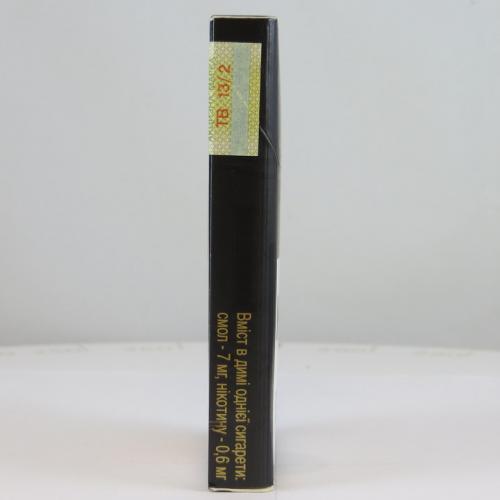 ТВ 13/2
Вміст в димі однієї сигарети:
смол - 7 мг, нікотину - 0,6 мг